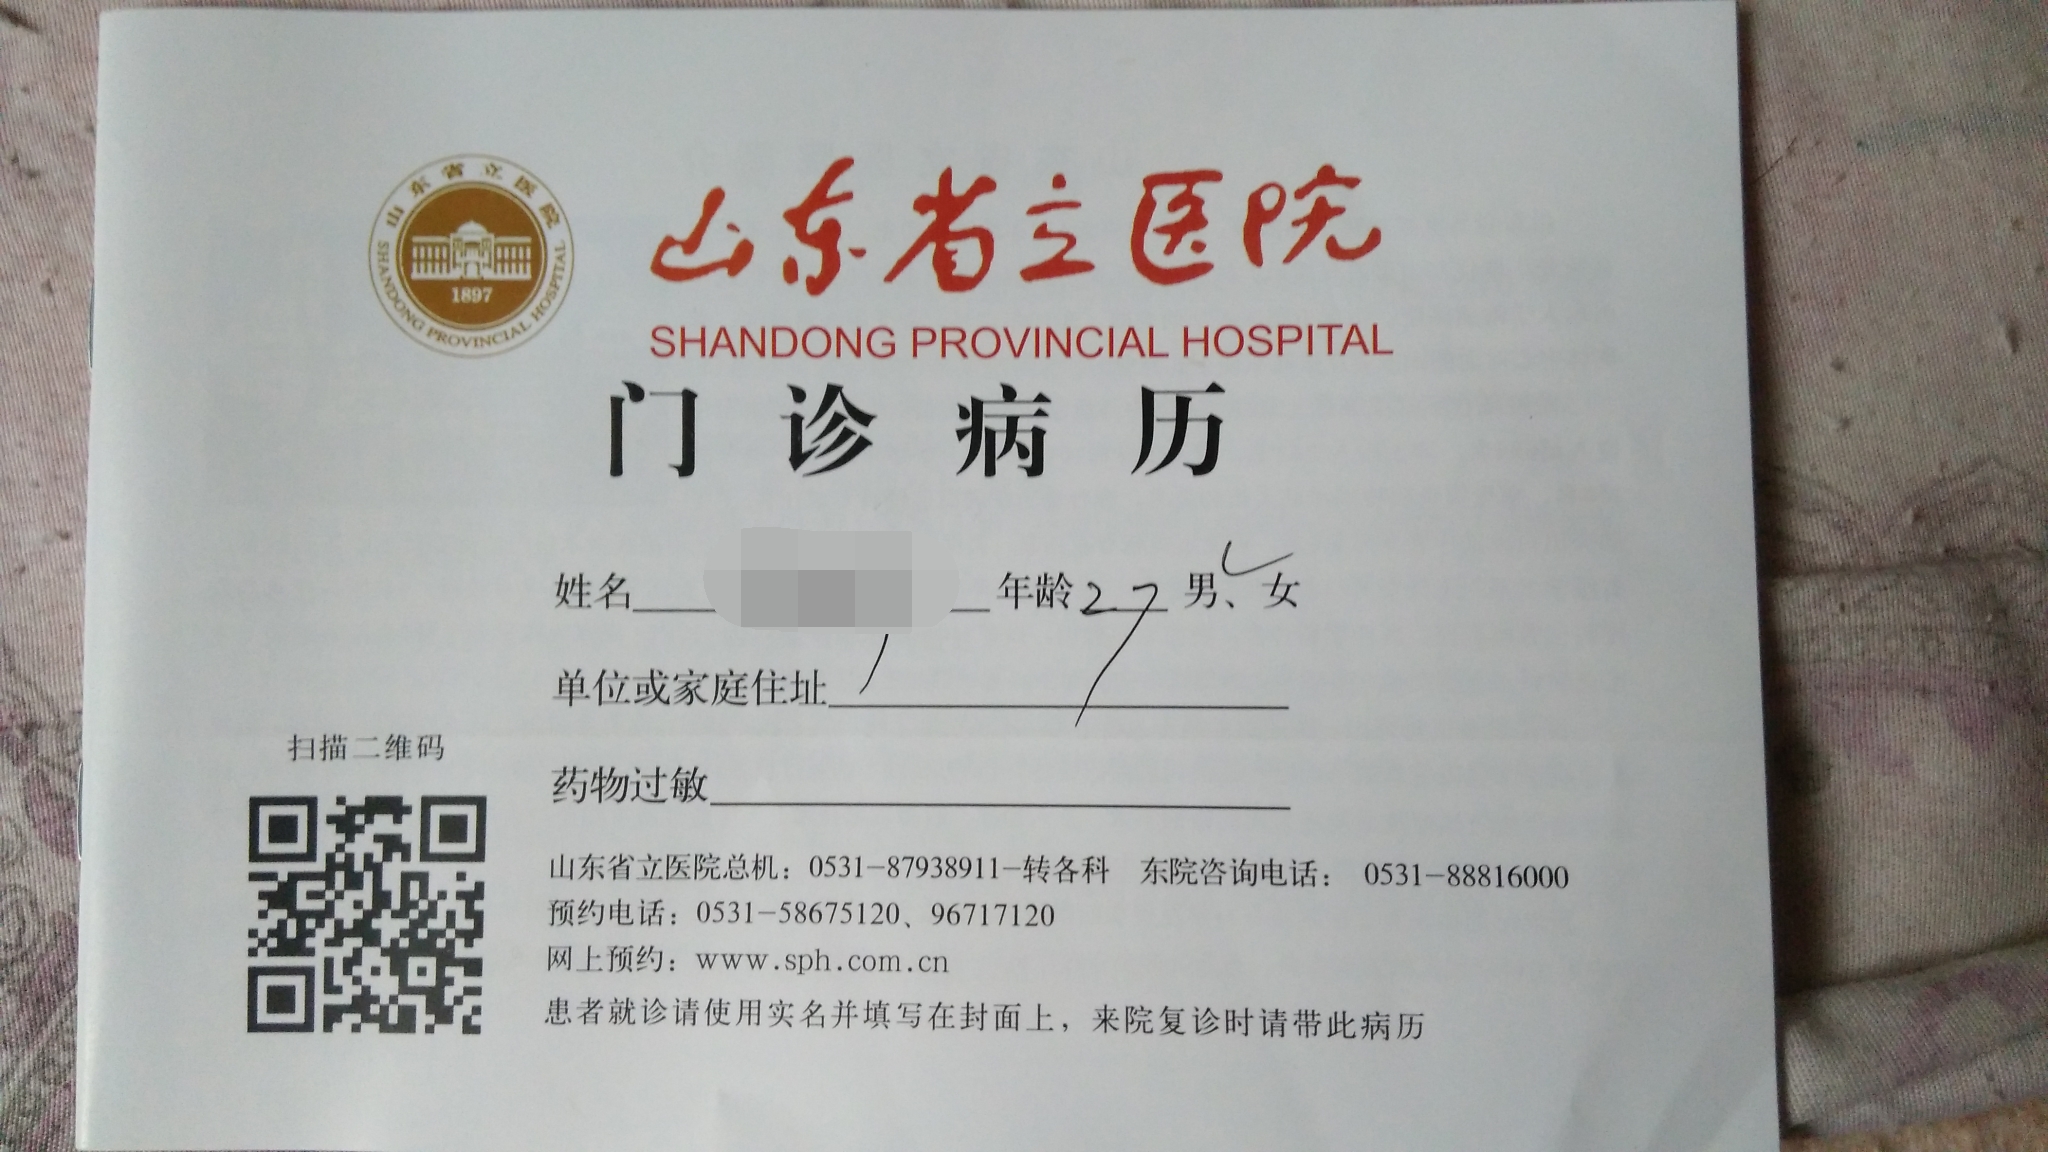 山东省立医院
SHANDONG PROVINCIAL HOSPITAL
1897
山东省立医院
SHANDONG PROVINCIAL HOSPITAL
门诊病历
姓名 年龄 27 男、女
单位或家庭住址
药物过敏
扫描二维码
山东省立医院总机：0531-87938911-转各科 东院咨询电话： 0531-88816000
预约电话：0531-58675120、96717120
网上预约：www.sph.com.cn
患者就诊请使用实名并填写在封面上，来院复诊时请带此病历